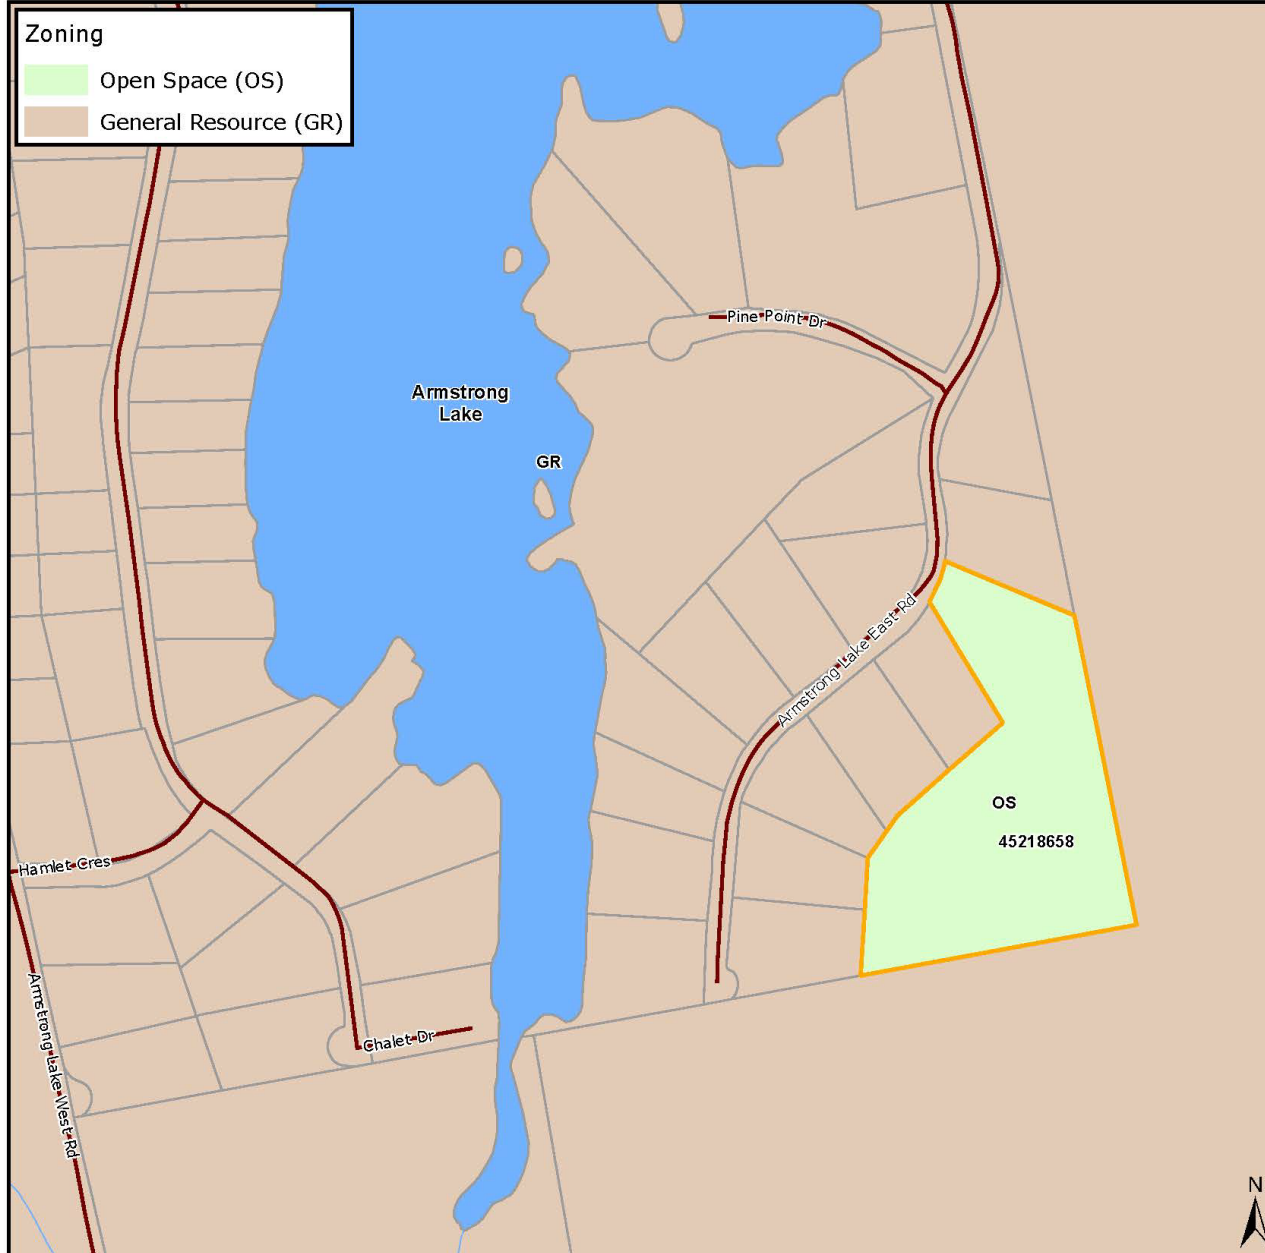 Zoning
Open Space (OS)
General Resource (GR)
Pine Point Dr
Armstrong
Lake
GR
Armstrong Lake East Rd
OS
45218658
Hamlet Cres
Armstrong Lake West Rd
Chalet Dr
N